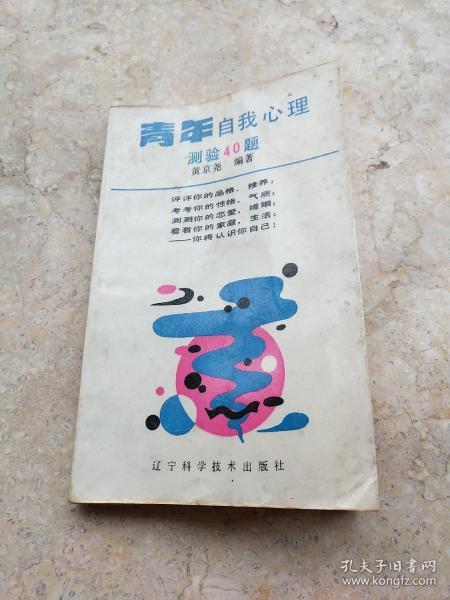 青年自我心理
测验40题
黄京尧 编著
评评你的品格，修养；
考考你的性格，气质；
测测你的恋爱，婚姻；
看看你的家庭，生活；
——你将认识你自己！
辽宁科学技术出版社
孔夫子旧书网
www.kongfz.com